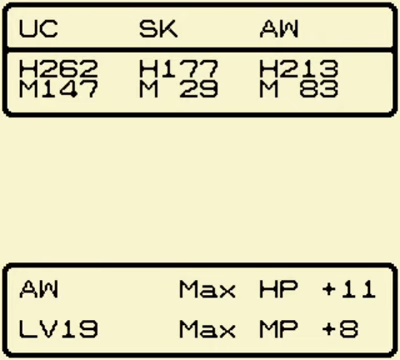 UC SK AW
H262 H177 H213
M147 M 29 M 83
AW Max HP +11
LV19 Max MP +8